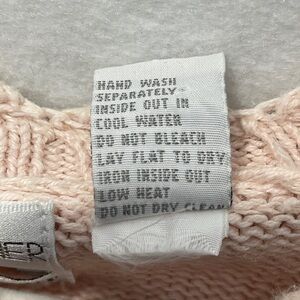 HAND WASH
SEPARATELY
INSIDE OUT IN
COOL WATER
DO NOT BLEACH
LAY FLAT TO DRY
IRON INSIDE OUT
LOW HEAT
DO NOT DRY CLEAN